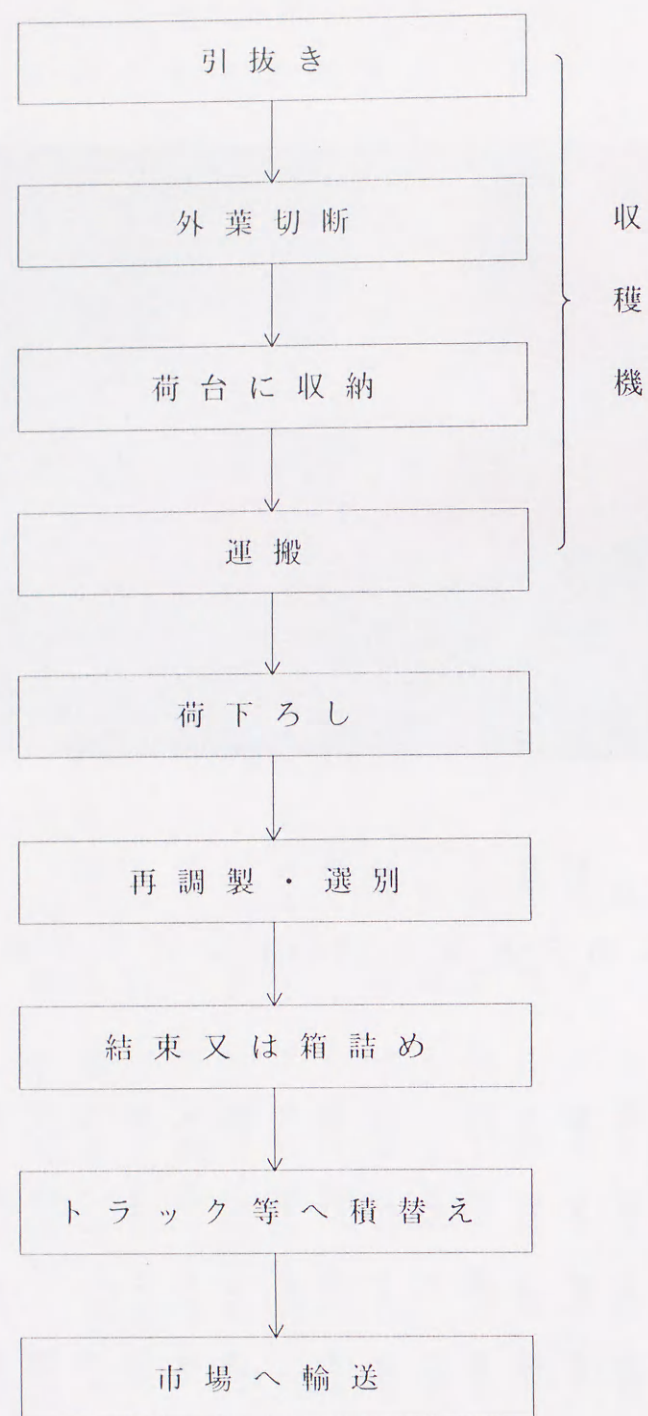 引抜き
外葉切断
荷台に収納
運搬
収穫機
荷下ろし
再調製・選別
結束又は箱詰め
トラック等へ積替え
市場へ輸送